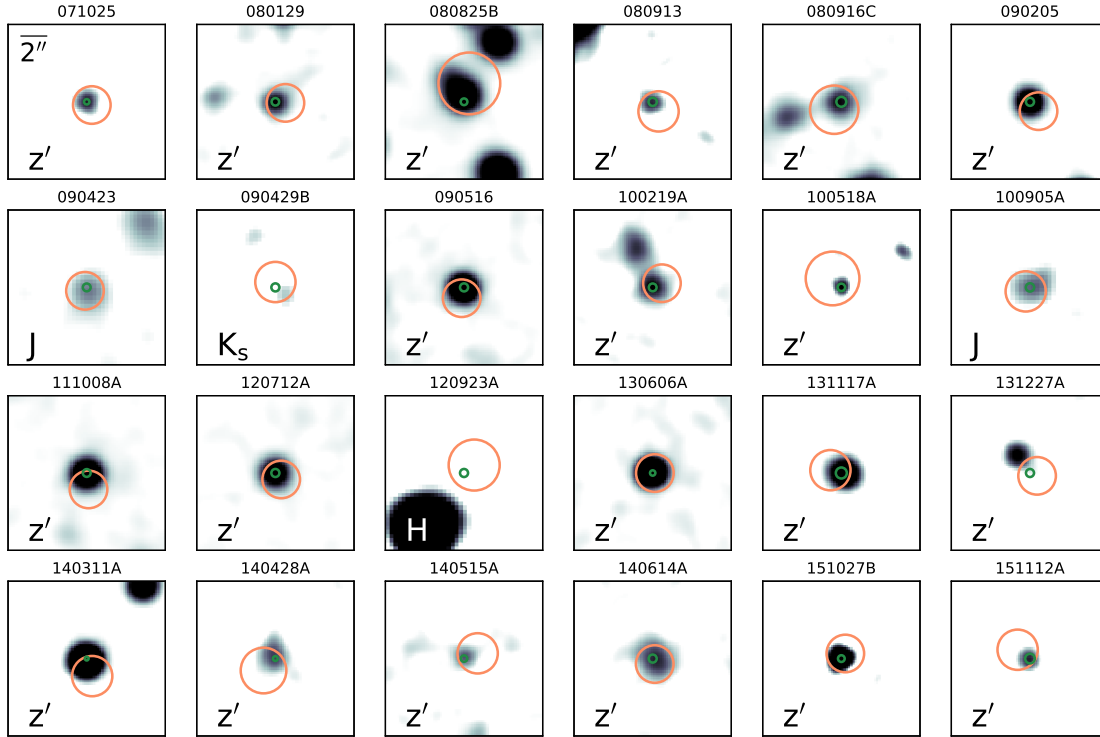 071025 080129 080825B 080913 080916C 090205
2″
z′ z′ z′ z′ z′ z′
090423 090429B 090516 100219A 100518A 100905A
J Ks z′ z′ z′ J
111008A 120712A 120923A 130606A 131117A 131227A
z′ z′ H z′ z′ z′
140311A 140428A 140515A 140614A 151027B 151112A
z′ z′ z′ z′ z′ z′